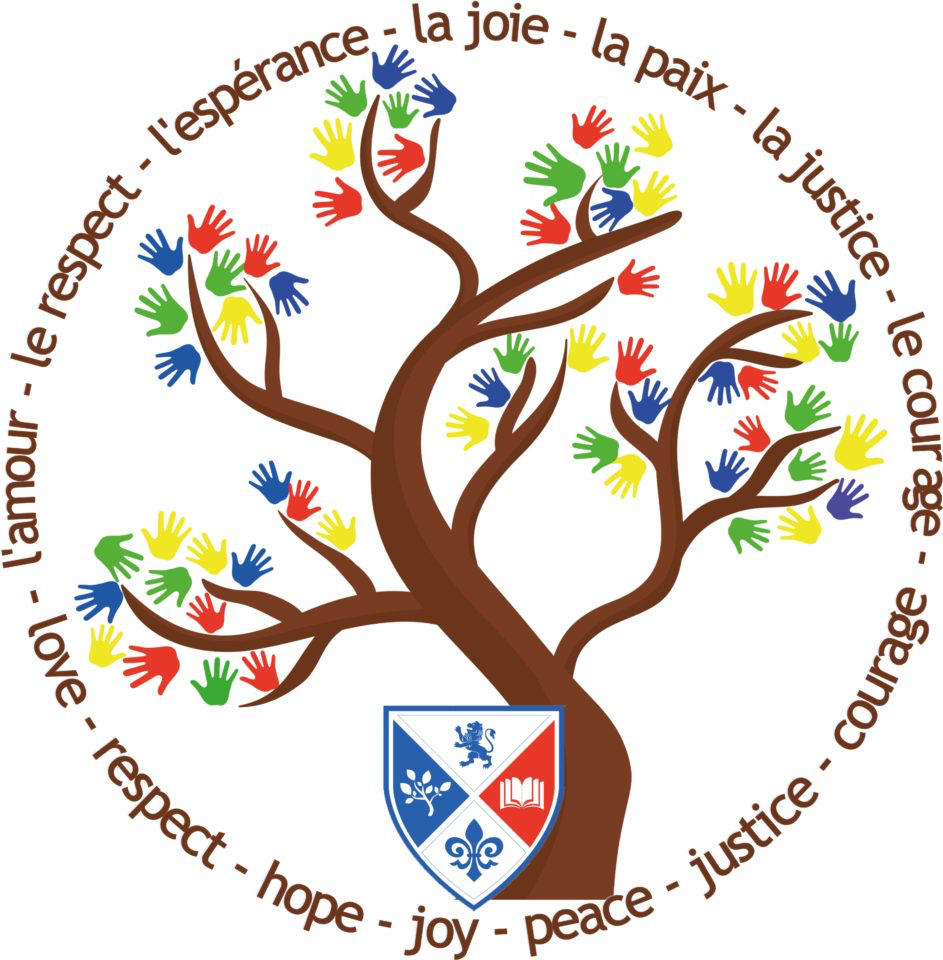 l'amour - le respect - l'espérance - la joie - la paix - la justice - le courage -
love - respect - hope - joy - peace - justice - courage -